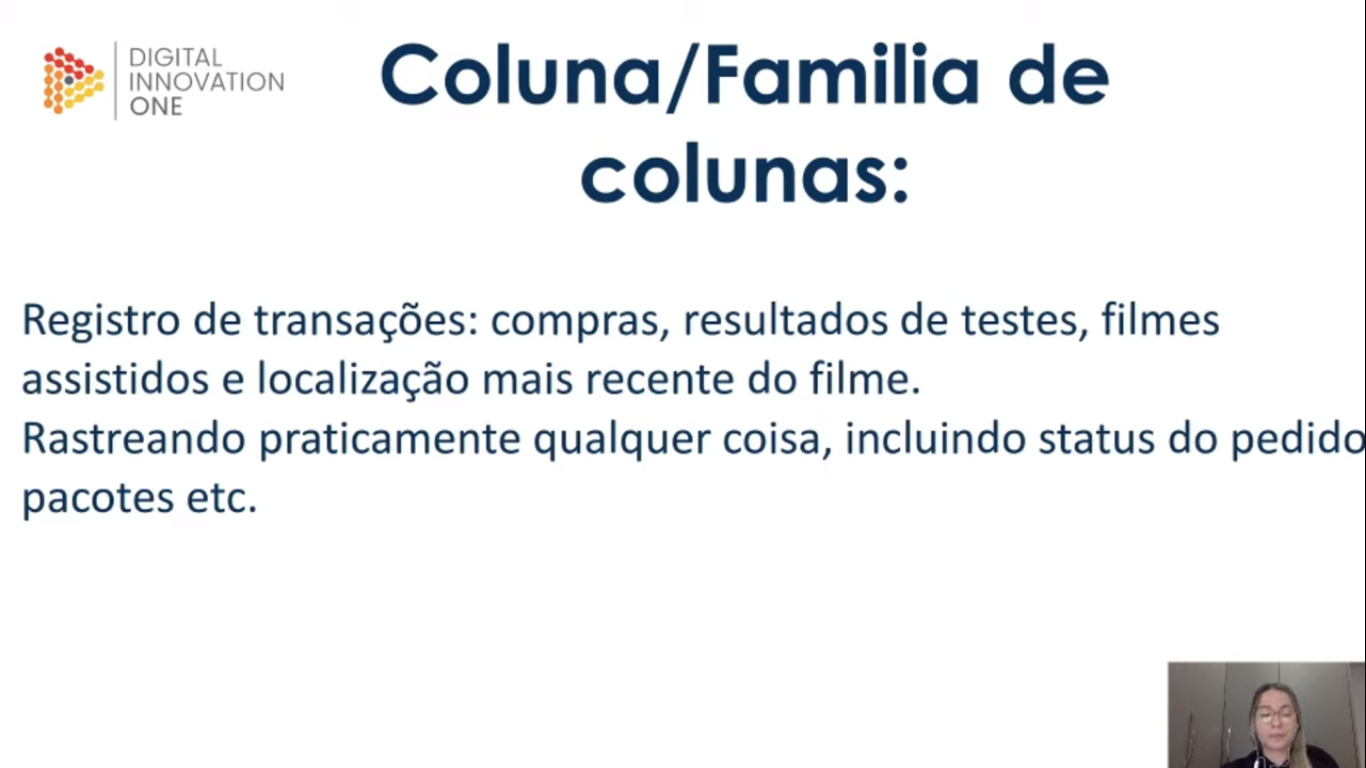 DIGITAL
INNOVATION
ONE
Coluna/Familia de
colunas:
Registro de transações: compras, resultados de testes, filmes
assistidos e localização mais recente do filme.
Rastreando praticamente qualquer coisa, incluindo status do pedido
pacotes etc.